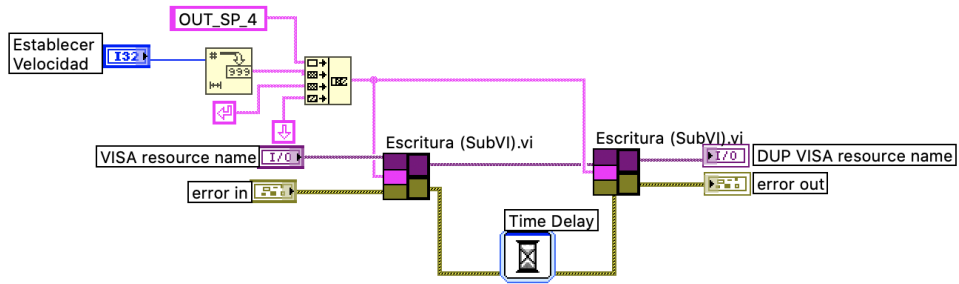 OUT_SP_4
Establecer
Velocidad
I32
#
999
Escritura (SubVI).vi
Escritura (SubVI).vi
VISA resource name
I/O
I/O
DUP VISA resource name
error in
error out
Time Delay